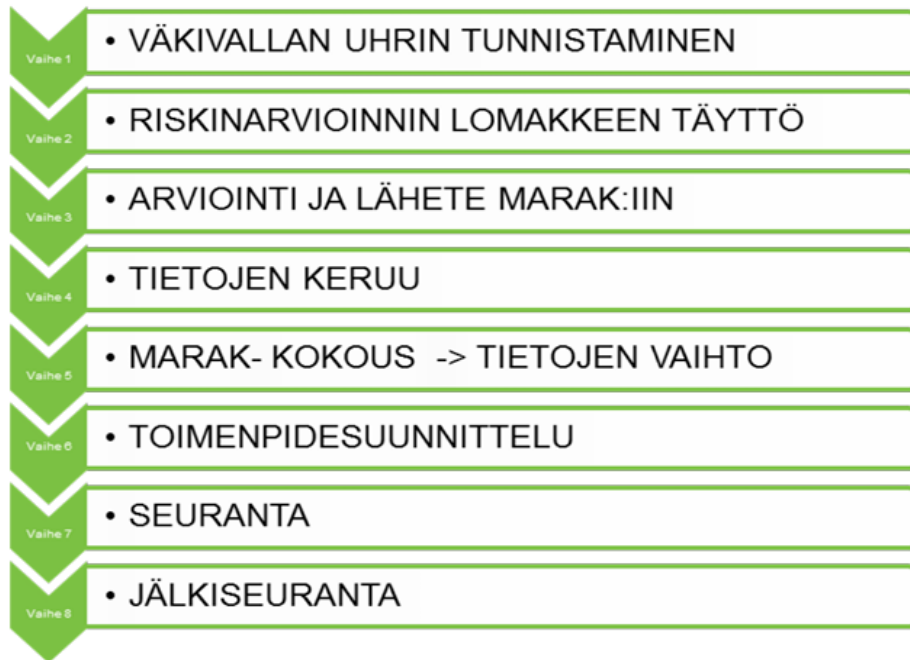 Vaihe 1
• VÄKIVALLAN UHRIN TUNNISTAMINEN
Vaihe 2
• RISKINARVIOINNIN LOMAKKEEN TÄYTTÖ
Vaihe 3
• ARVIOINTI JA LÄHETE MARAK:IIN
Vaihe 4
• TIETOJEN KERUU
Vaihe 5
• MARAK- KOKOUS -> TIETOJEN VAIHTO
Vaihe 6
• TOIMENPIDESUUNNITTELU
Vaihe 7
• SEURANTA
Vaihe 8
• JÄLKISEURANTA